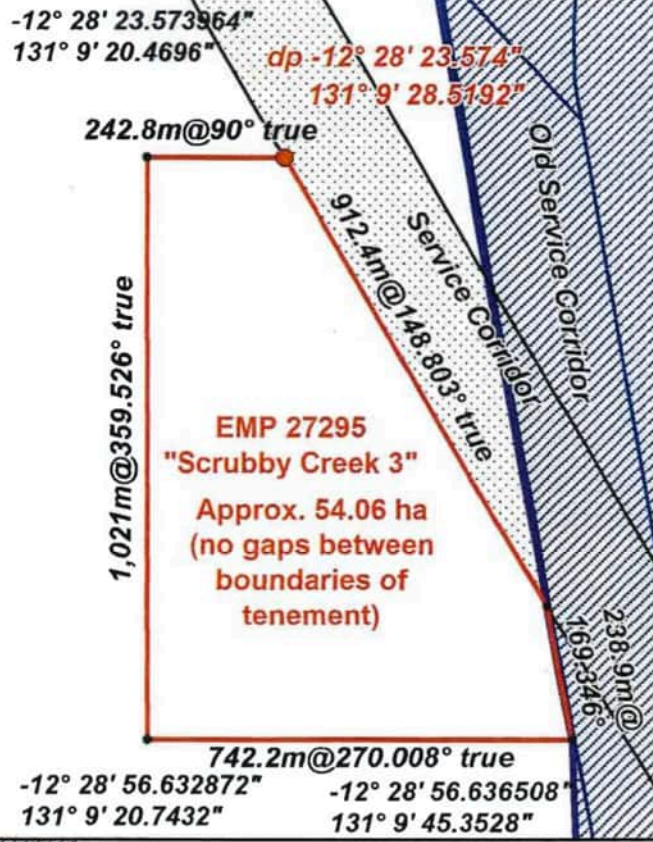 -12° 28' 23.573964"
131° 9' 20.4696"
dp -12° 28' 23.574"
131° 9' 28.5192"
242.8m@90° true
Old Service Corridor
Service Corridor
912.4m@148.803° true
1,021m@359.526° true
EMP 27295
"Scrubby Creek 3"
Approx. 54.06 ha
(no gaps between
boundaries of
tenement)
238.9m@
169.346°
742.2m@270.008° true
-12° 28' 56.632872"
131° 9' 20.7432"
-12° 28' 56.636508"
131° 9' 45.3528"